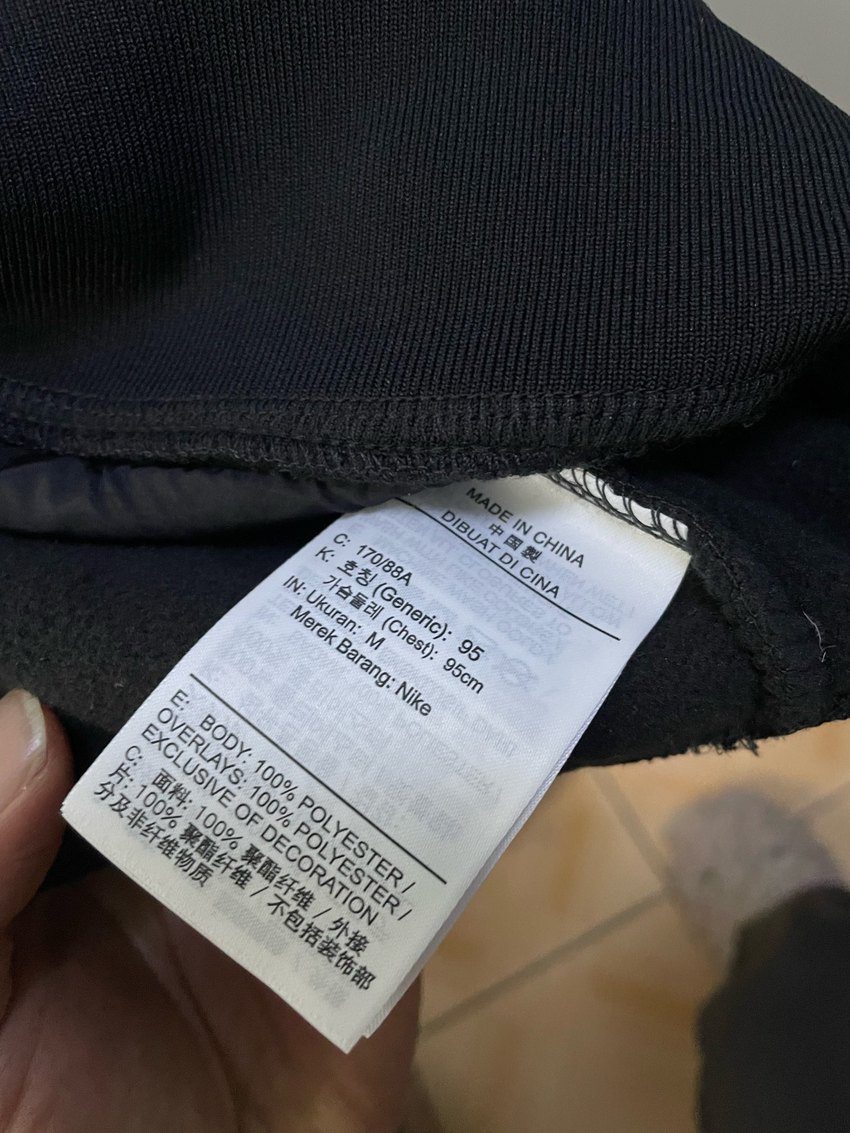 MADE IN CHINA
中国製
DIBUAT DI CINA
C: 170/88A
K: 호칭 (Generic): 95
가슴둘레 (Chest): 95cm
IN: Ukuran: M
Merek Barang: Nike
E: BODY: 100% POLYESTER /
OVERLAYS: 100% POLYESTER /
EXCLUSIVE OF DECORATION
C: 面料: 100% 聚酯纤维 / 外接
片: 100% 聚酯纤维 / 不包括装饰部
分及非纤维物质